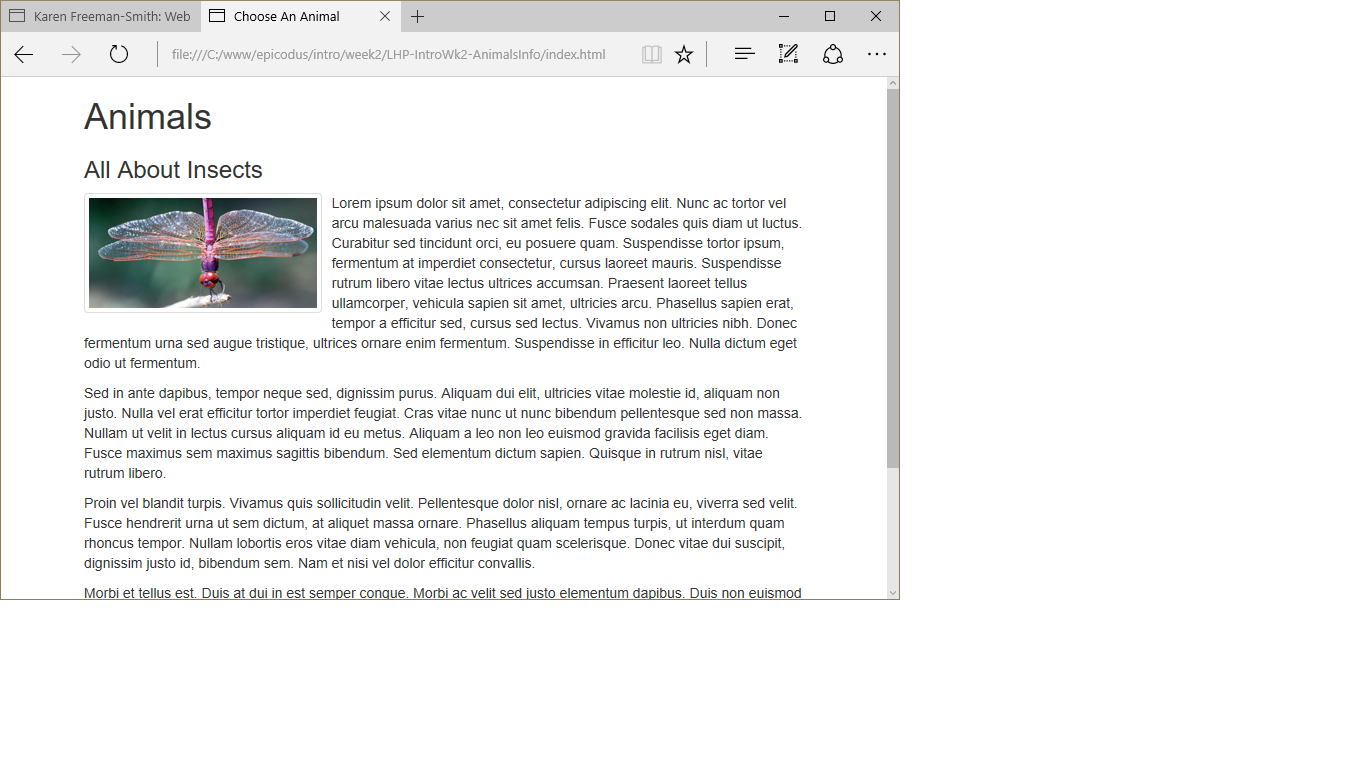 Karen Freeman-Smith: Web
Choose An Animal
file:///C:/www/epicodus/intro/week2/LHP-IntroWk2-AnimalsInfo/index.html
Animals
All About Insects
Lorem ipsum dolor sit amet, consectetur adipiscing elit. Nunc ac tortor vel
arcu malesuada varius nec sit amet felis. Fusce sodales quis diam ut luctus.
Curabitur sed tincidunt orci, eu posuere quam. Suspendisse tortor ipsum,
fermentum at imperdiet consectetur, cursus laoreet mauris. Suspendisse
rutrum libero vitae lectus ultrices accumsan. Praesent laoreet tellus
ullamcorper, vehicula sapien sit amet, ultricies arcu. Phasellus sapien erat,
tempor a efficitur sed, cursus sed lectus. Vivamus non ultricies nibh. Donec
fermentum urna sed augue tristique, ultrices ornare enim fermentum. Suspendisse in efficitur leo. Nulla dictum eget
odio ut fermentum.
Sed in ante dapibus, tempor neque sed, dignissim purus. Aliquam dui elit, ultricies vitae molestie id, aliquam non
justo. Nulla vel erat efficitur tortor imperdiet feugiat. Cras vitae nunc ut nunc bibendum pellentesque sed non massa.
Nullam ut velit in lectus cursus aliquam id eu metus. Aliquam a leo non leo euismod gravida facilisis eget diam.
Fusce maximus sem maximus sagittis bibendum. Sed elementum dictum sapien. Quisque in rutrum nisl, vitae
rutrum libero.
Proin vel blandit turpis. Vivamus quis sollicitudin velit. Pellentesque dolor nisl, ornare ac lacinia eu, viverra sed velit.
Fusce hendrerit urna ut sem dictum, at aliquet massa ornare. Phasellus aliquam tempus turpis, ut interdum quam
rhoncus tempor. Nullam lobortis eros vitae diam vehicula, non feugiat quam scelerisque. Donec vitae dui suscipit,
dignissim justo id, bibendum sem. Nam et nisi vel dolor efficitur convallis.
Morbi et tellus est. Duis at dui in est semper congue. Morbi ac velit sed justo elementum dapibus. Duis non euismod